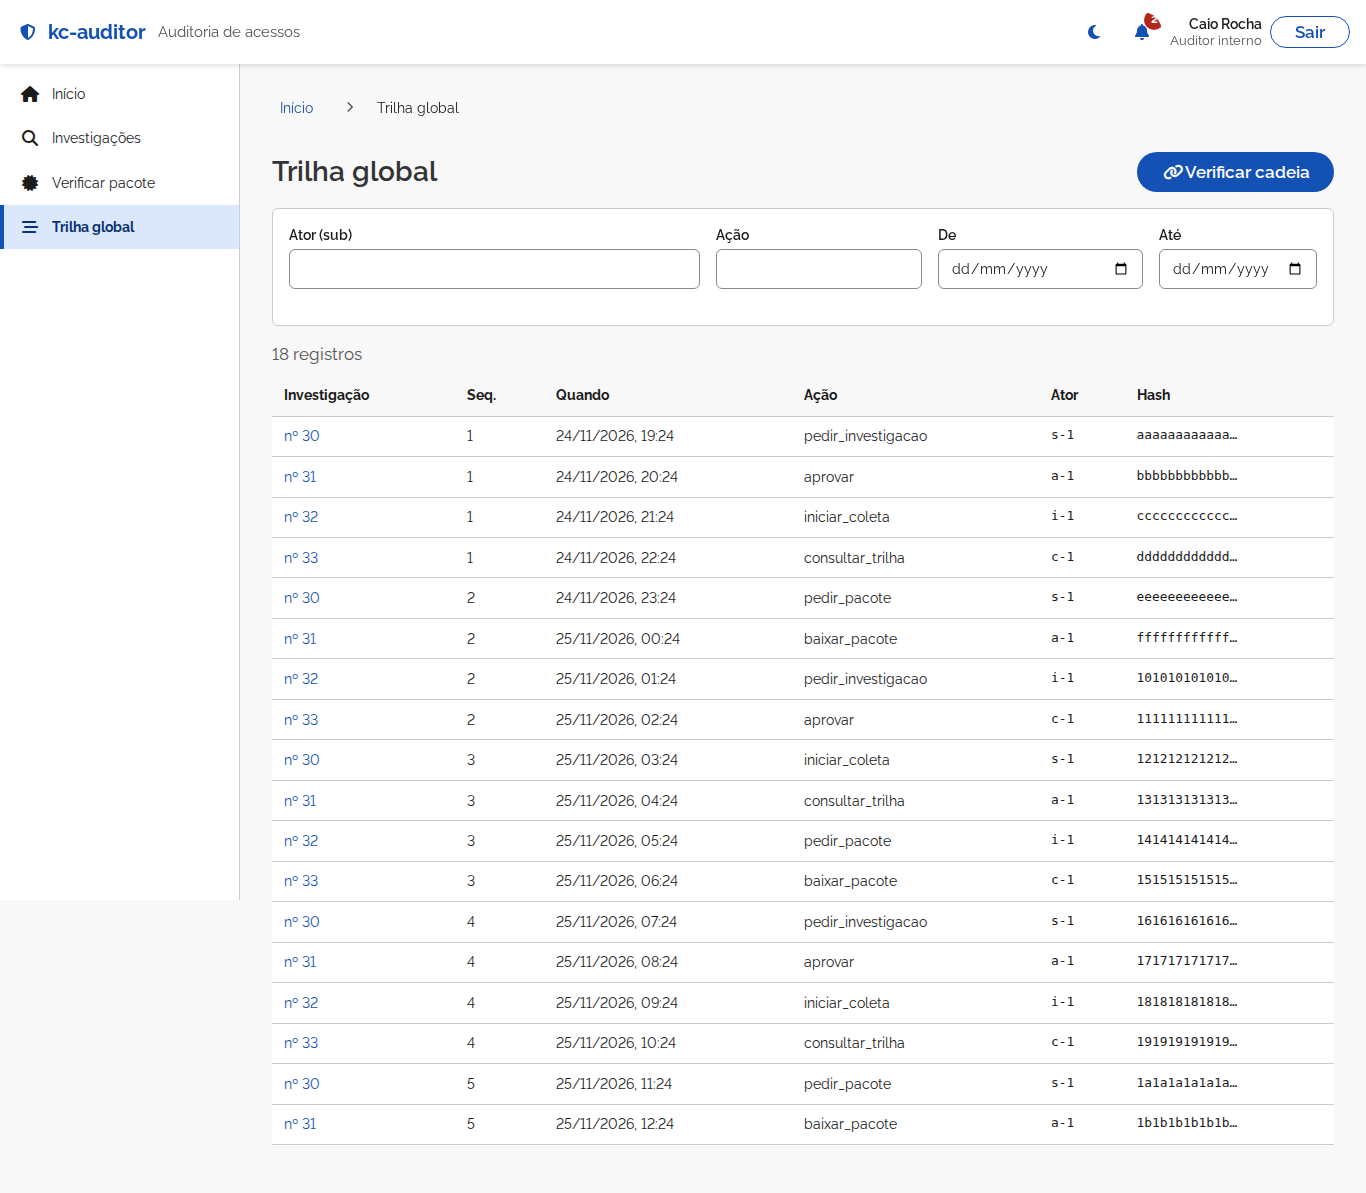 kc-auditor Auditoria de acessos 2 Caio Rocha Sair
Auditor interno
Início
Investigações
Verificar pacote
Trilha global
Início Trilha global
Trilha global Verificar cadeia
Ator (sub) Ação De Até
dd/mm/yyyy dd/mm/yyyy
18 registros
Investigação Seq. Quando Ação Ator Hash
nº 30 1 24/11/2026, 19:24 pedir_investigacao s-1 aaaaaaaaaaaa…
nº 31 1 24/11/2026, 20:24 aprovar a-1 bbbbbbbbbbbb…
nº 32 1 24/11/2026, 21:24 iniciar_coleta i-1 cccccccccccc…
nº 33 1 24/11/2026, 22:24 consultar_trilha c-1 dddddddddddd…
nº 30 2 24/11/2026, 23:24 pedir_pacote s-1 eeeeeeeeeeee…
nº 31 2 25/11/2026, 00:24 baixar_pacote a-1 ffffffffffff…
nº 32 2 25/11/2026, 01:24 pedir_investigacao i-1 101010101010…
nº 33 2 25/11/2026, 02:24 aprovar c-1 111111111111…
nº 30 3 25/11/2026, 03:24 iniciar_coleta s-1 121212121212…
nº 31 3 25/11/2026, 04:24 consultar_trilha a-1 131313131313…
nº 32 3 25/11/2026, 05:24 pedir_pacote i-1 141414141414…
nº 33 3 25/11/2026, 06:24 baixar_pacote c-1 151515151515…
nº 30 4 25/11/2026, 07:24 pedir_investigacao s-1 161616161616…
nº 31 4 25/11/2026, 08:24 aprovar a-1 171717171717…
nº 32 4 25/11/2026, 09:24 iniciar_coleta i-1 181818181818…
nº 33 4 25/11/2026, 10:24 consultar_trilha c-1 191919191919…
nº 30 5 25/11/2026, 11:24 pedir_pacote s-1 1a1a1a1a1a1a…
nº 31 5 25/11/2026, 12:24 baixar_pacote a-1 1b1b1b1b1b1b…